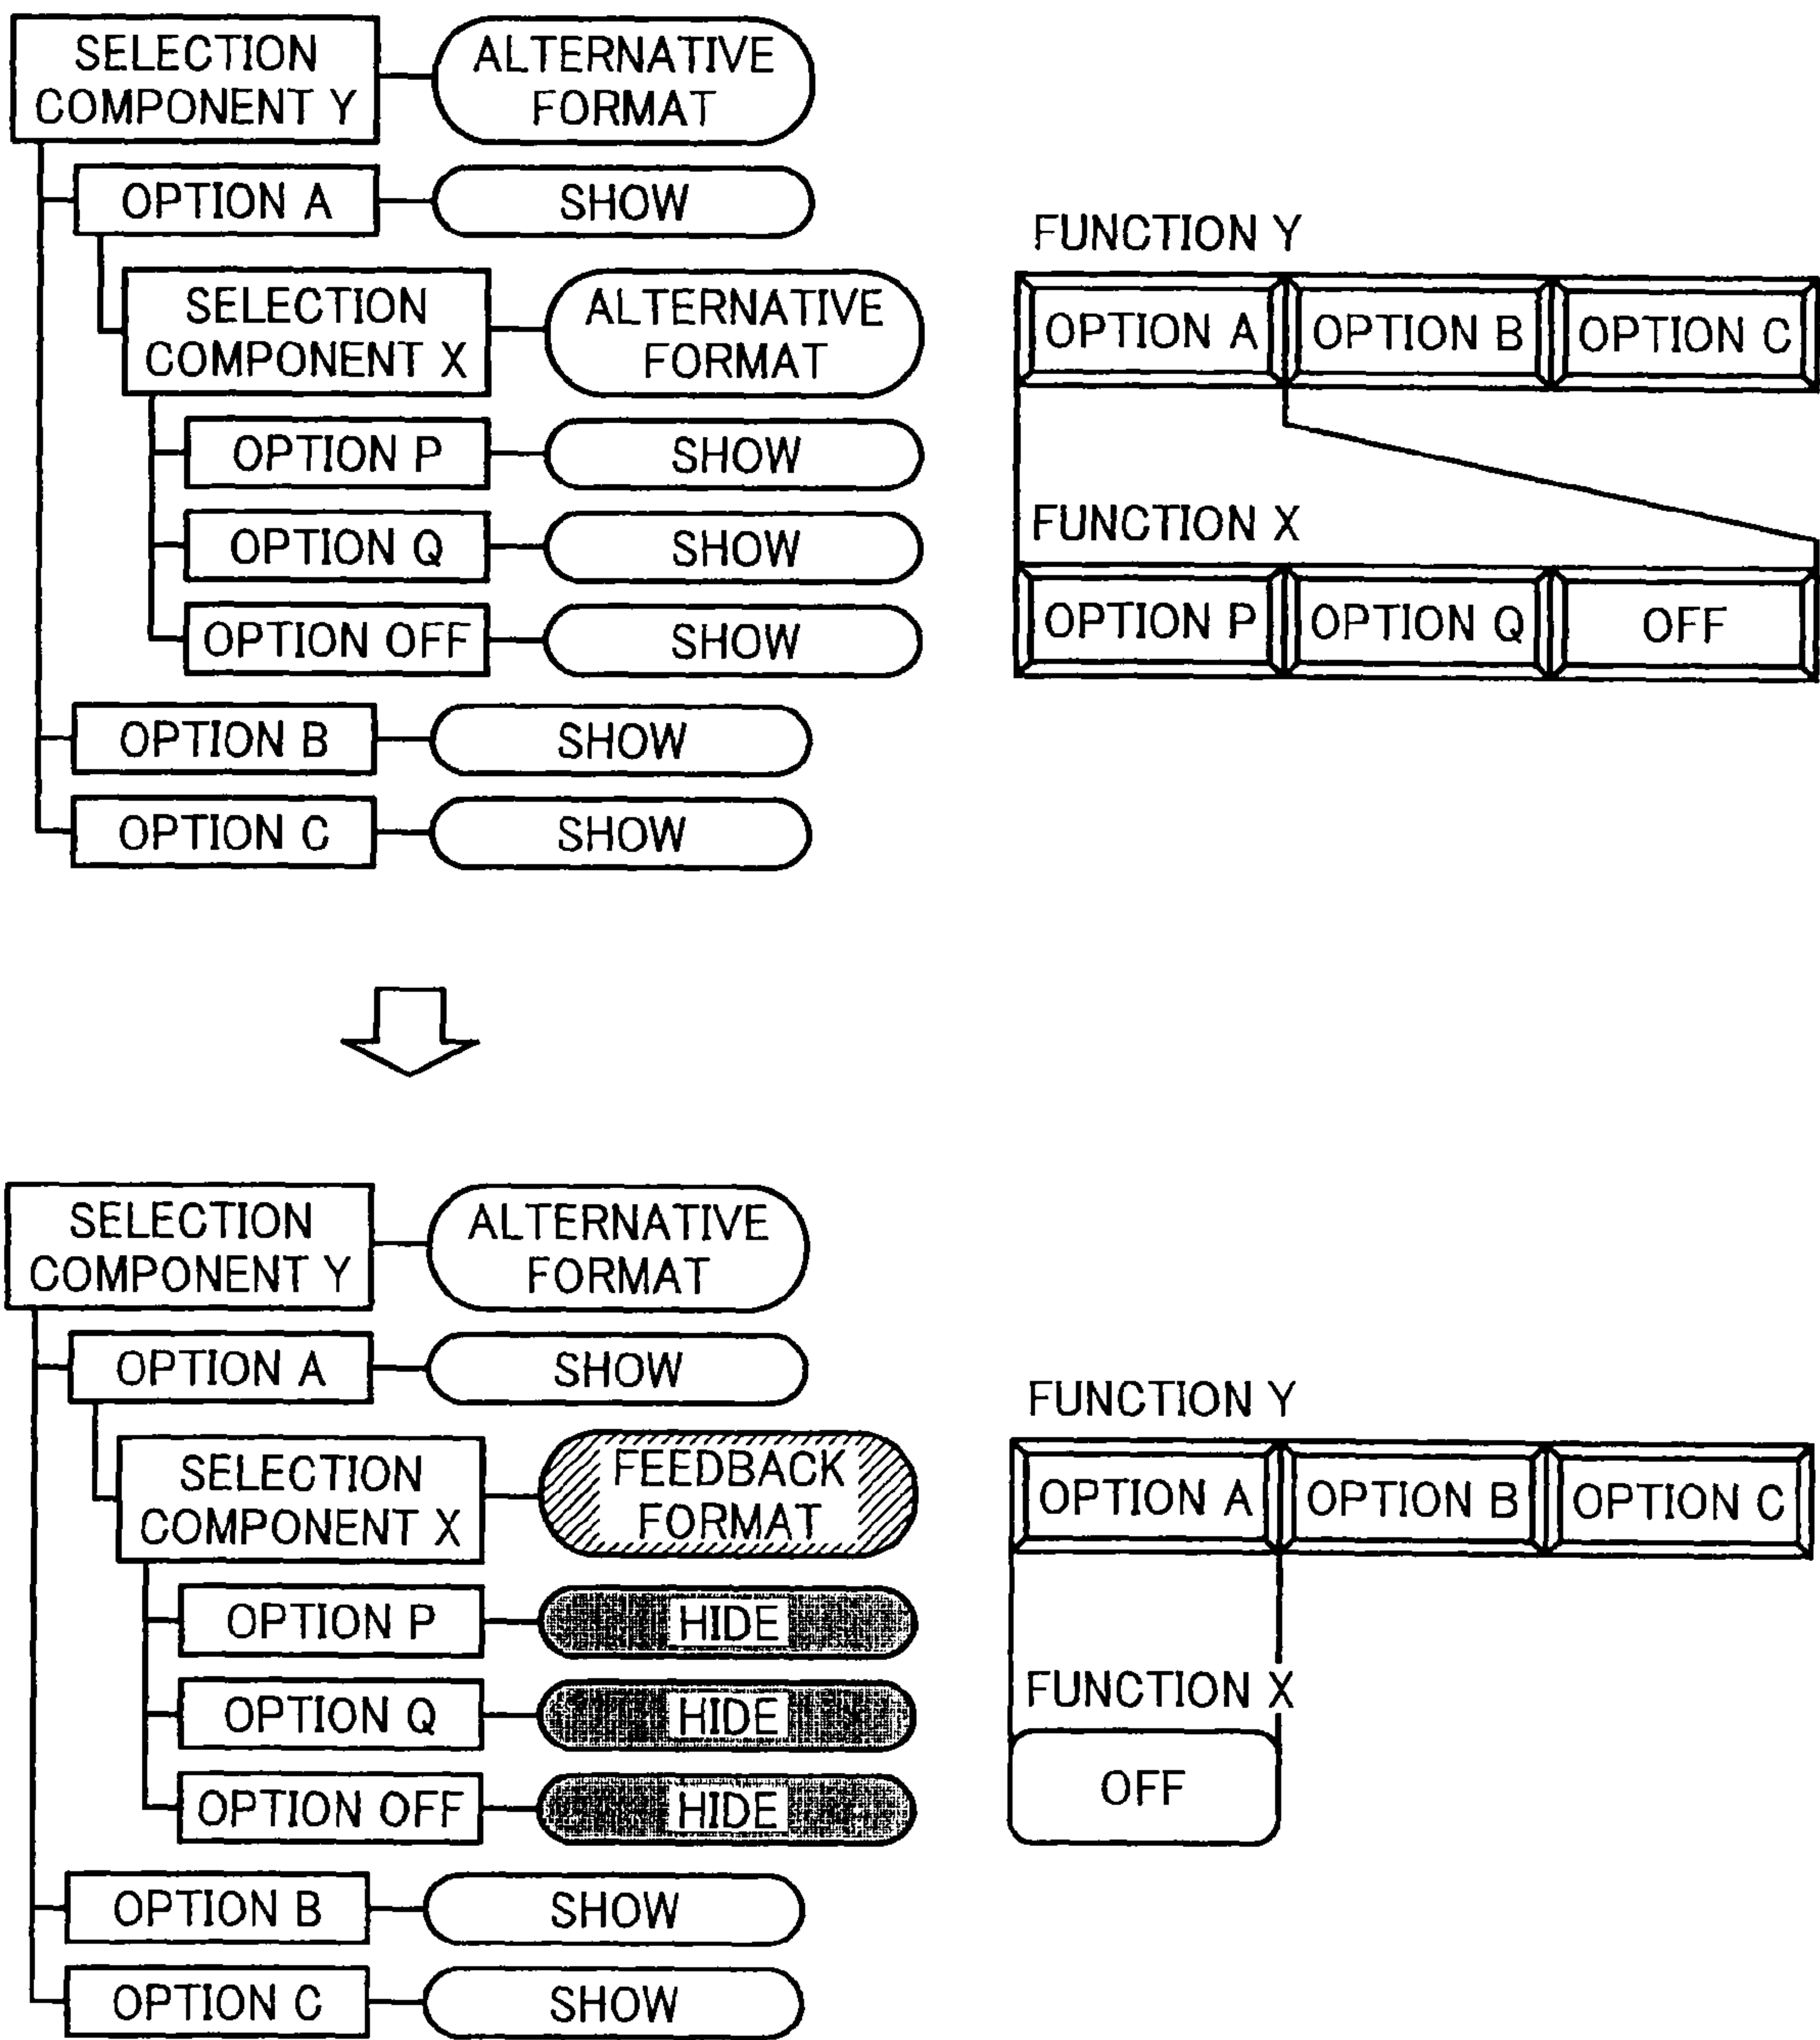 SELECTION
COMPONENT Y
ALTERNATIVE
FORMAT
OPTION A
SHOW
SELECTION
COMPONENT X
ALTERNATIVE
FORMAT
OPTION P
SHOW
OPTION Q
SHOW
OPTION OFF
SHOW
OPTION B
SHOW
OPTION C
SHOW
FUNCTION Y
OPTION A
OPTION B
OPTION C
FUNCTION X
OPTION P
OPTION Q
OFF
SELECTION
COMPONENT Y
ALTERNATIVE
FORMAT
OPTION A
SHOW
SELECTION
COMPONENT X
FEEDBACK
FORMAT
OPTION P
HIDE
OPTION Q
HIDE
OPTION OFF
HIDE
OPTION B
SHOW
OPTION C
SHOW
FUNCTION Y
OPTION A
OPTION B
OPTION C
FUNCTION X
OFF